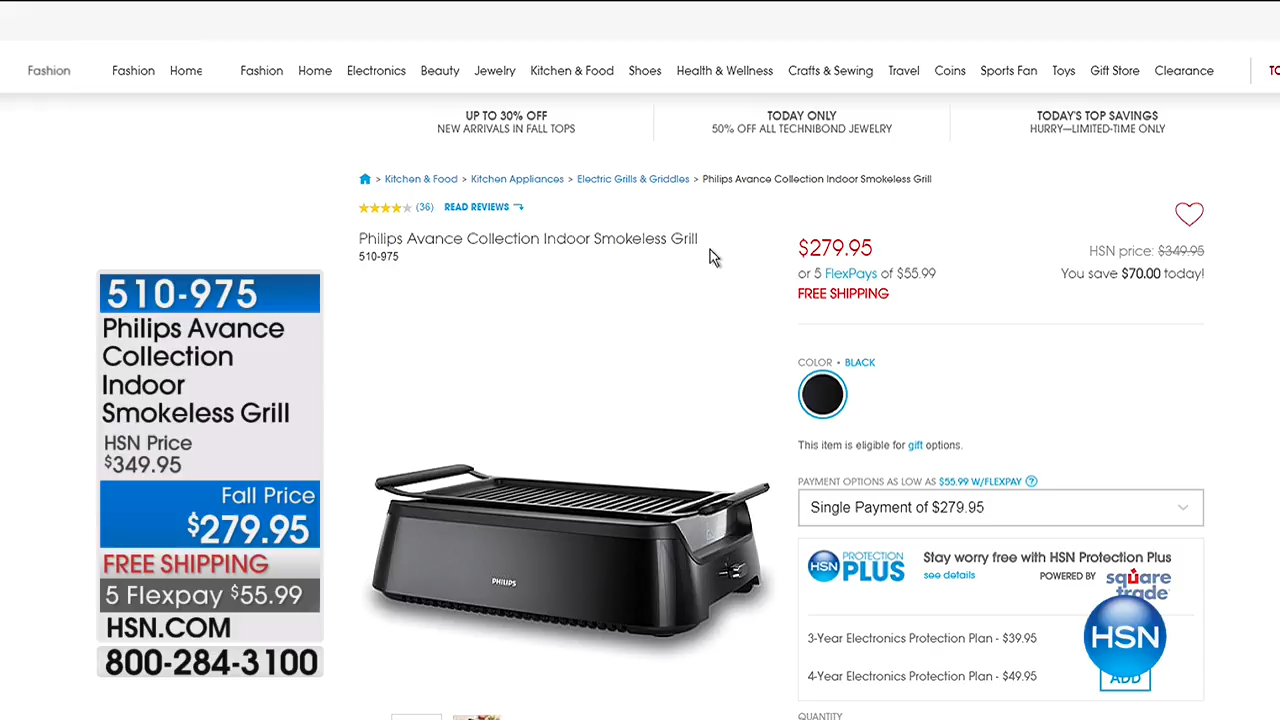 Fashion Fashion Home Fashion Home Electronics Beauty Jewelry Kitchen & Food Shoes Health & Wellness Crafts & Sewing Travel Coins Sports Fan Toys Gift Store Clearance
UP TO 30% OFF
NEW ARRIVALS IN FALL TOPS
TODAY ONLY
50% OFF ALL TECHNIBOND JEWELRY
TODAY'S TOP SAVINGS
HURRY—LIMITED-TIME ONLY
> Kitchen & Food > Kitchen Appliances > Electric Grills & Griddles > Philips Avance Collection Indoor Smokeless Grill
(36) READ REVIEWS
Philips Avance Collection Indoor Smokeless Grill
510-975
$279.95
HSN price: $349.95
or 5 FlexPays of $55.99
You save $70.00 today!
FREE SHIPPING
COLOR • BLACK
This item is eligible for gift options.
PAYMENT OPTIONS AS LOW AS $55.99 W/FLEXPAY ?
Single Payment of $279.95
HSN PROTECTION PLUS
Stay worry free with HSN Protection Plus
see details
POWERED BY square trade
3-Year Electronics Protection Plan - $39.95
4-Year Electronics Protection Plan - $49.95
ADD
HSN
QUANTITY
510-975
Philips Avance
Collection
Indoor
Smokeless Grill
HSN Price
$349.95
Fall Price
$279.95
FREE SHIPPING
5 Flexpay $55.99
HSN.COM
800-284-3100
PHILIPS